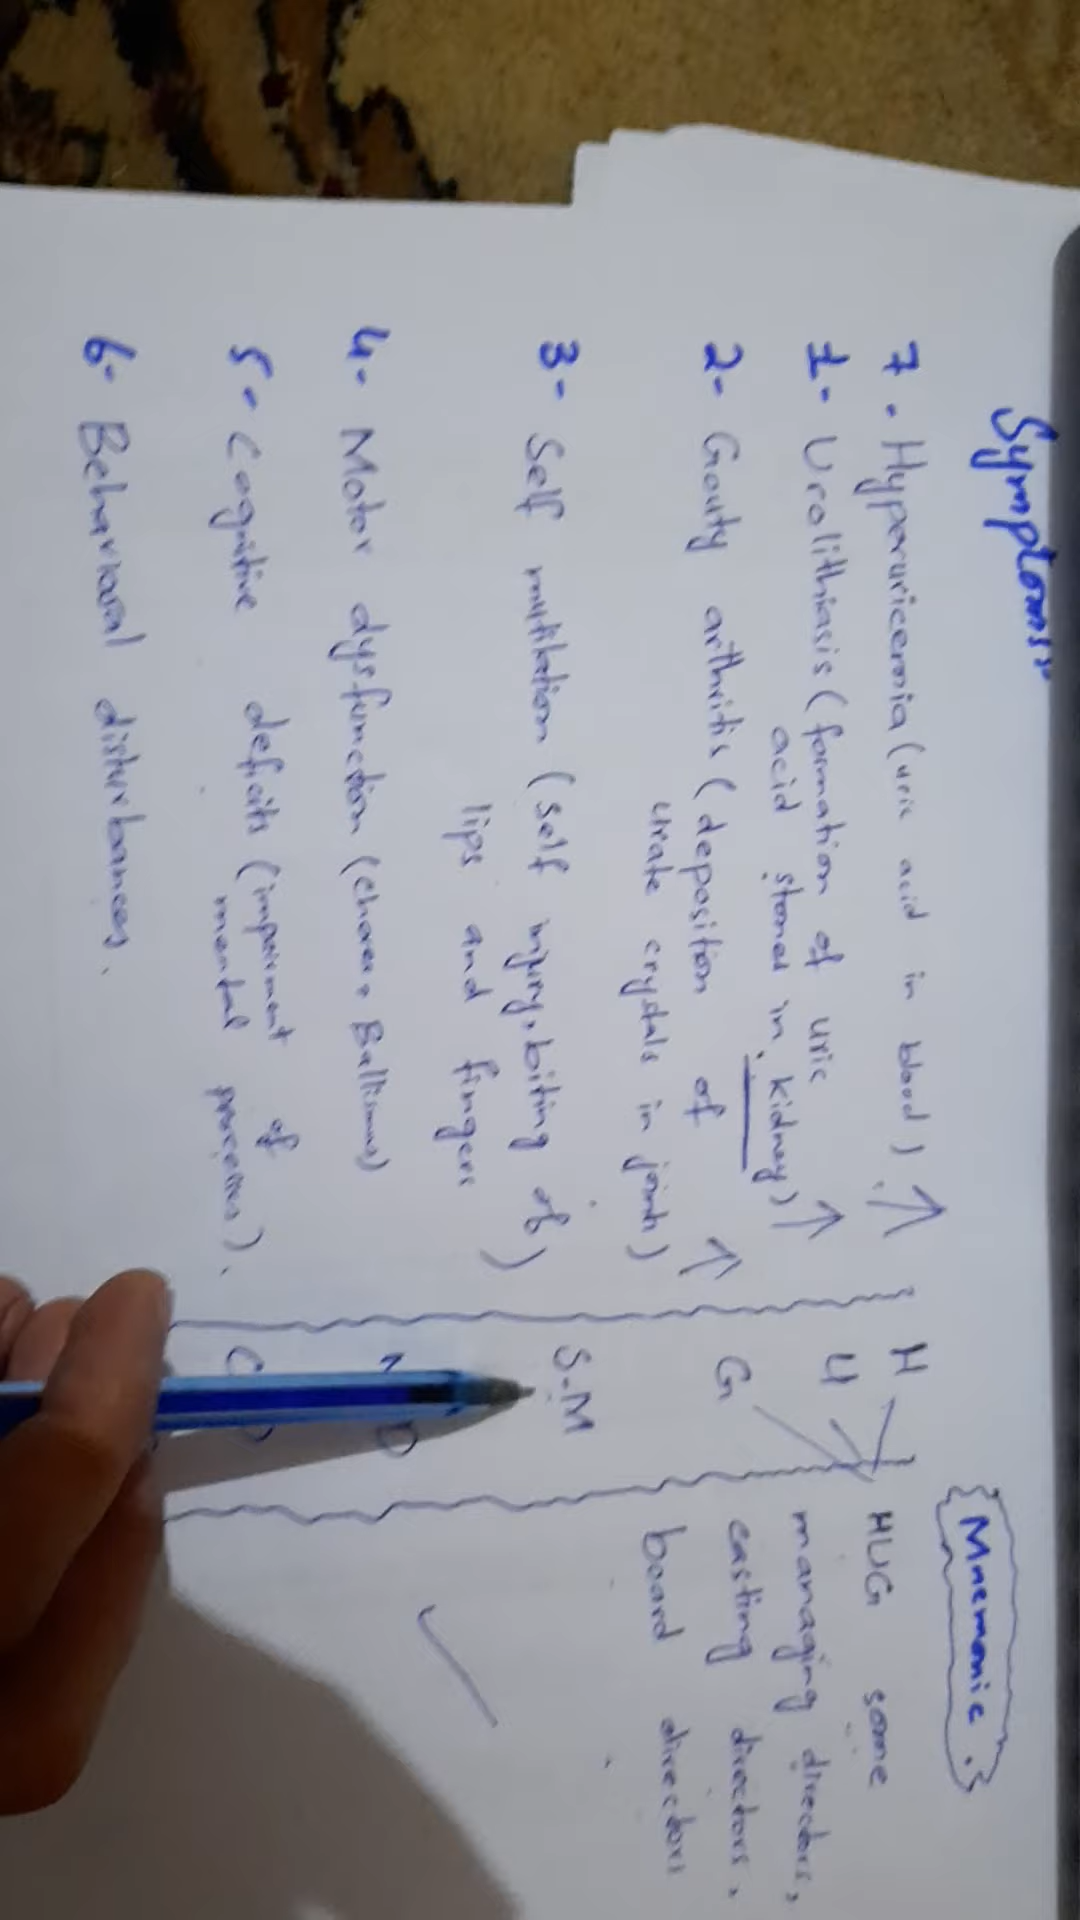 Symptoms
7- Hyperuricemia (uric acid in blood) ↑
1- Urolithiasis (formation of uric
acid stones in kidney) ↑
2- Gouty arthritis (deposition of ↑
urate crystals in joints)
3- Self mutilation (self injury, biting of)
lips and fingers)
4- Motor dysfunction (chorea, Ballismus)
5- Cognitive deficits (impairment of
mental processes).
6- Behavioral disturbances.
H
U
G
S.M
D
C
Mnemonic.
HUG some
managing directors,
casting directors,
board directors